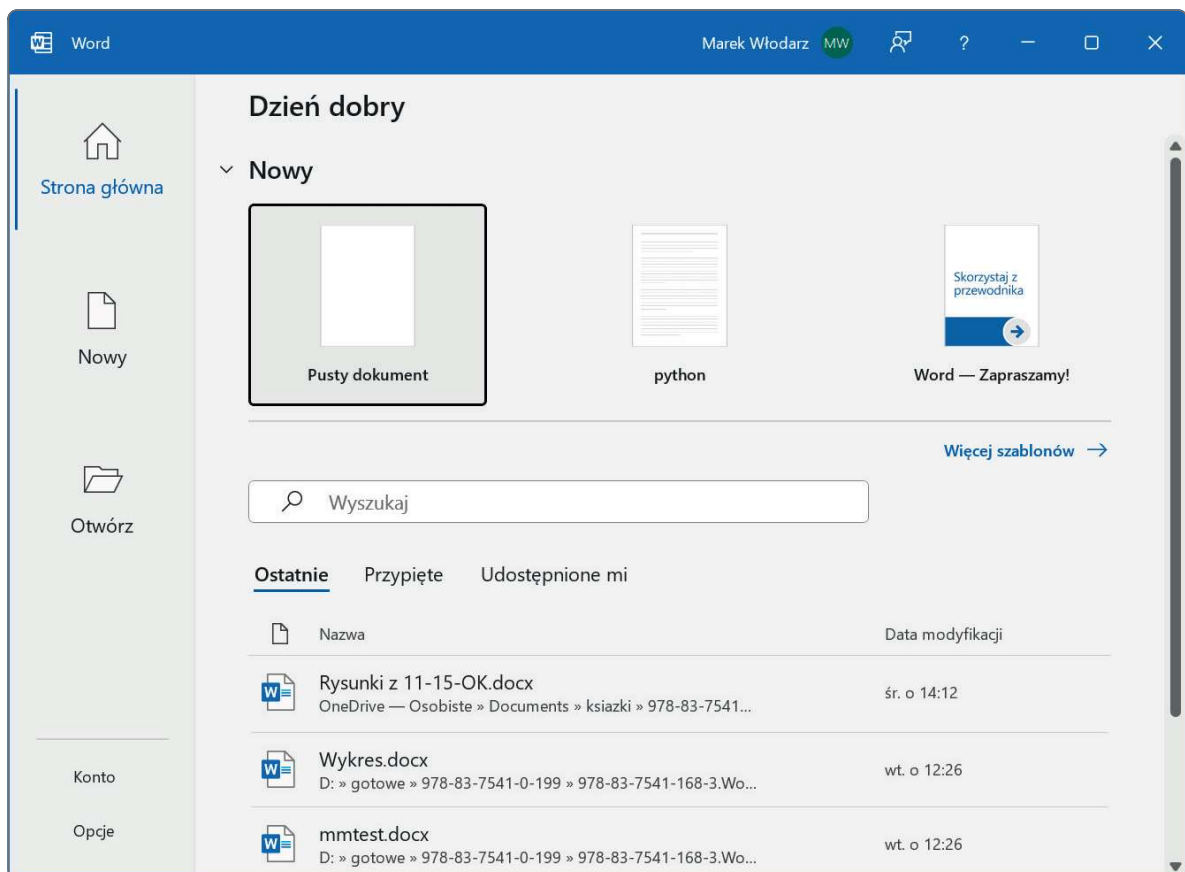 Word
Marek Włodarz MW ?
Dzień dobry
Strona główna
Nowy
Otwórz
Konto
Opcje
Nowy
Pusty dokument
python
Skorzystaj z
przewodnika
Word — Zapraszamy!
Więcej szablonów
Wyszukaj
Ostatnie Przypięte Udostępnione mi
Nazwa Data modyfikacji
Rysunki z 11-15-OK.docx
OneDrive — Osobiste » Documents » ksiazki » 978-83-7541...
śr. o 14:12
Wykres.docx
D: » gotowe » 978-83-7541-0-199 » 978-83-7541-168-3.Wo...
wt. o 12:26
mmtest.docx
D: » gotowe » 978-83-7541-0-199 » 978-83-7541-168-3.Wo...
wt. o 12:26